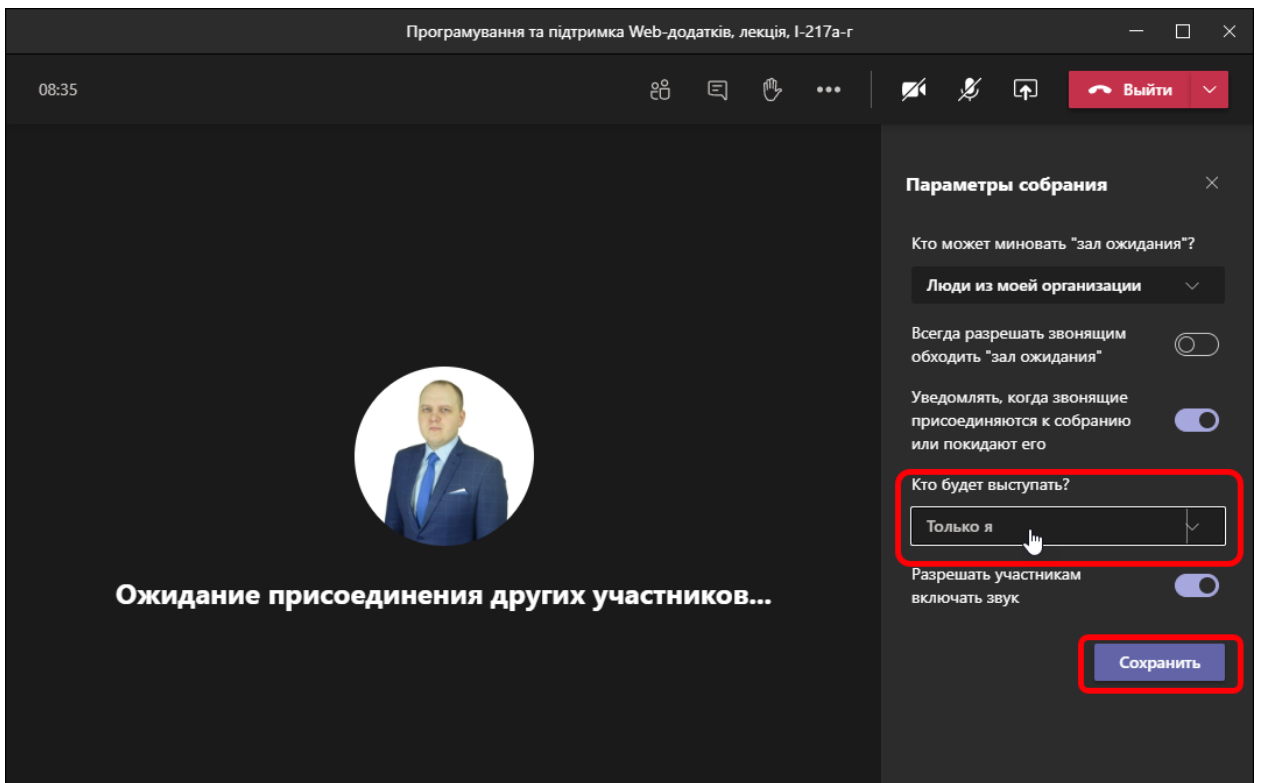 Програмування та підтримка Web-додатків, лекція, І-217а-г
08:35
Выйти
Параметры собрания
Кто может миновать "зал ожидания"?
Люди из моей организации
Всегда разрешать звонящим
обходить "зал ожидания"
Уведомлять, когда звонящие
присоединяются к собранию
или покидают его
Кто будет выступать?
Только я
Разрешать участникам
включать звук
Сохранить
Ожидание присоединения других участников...